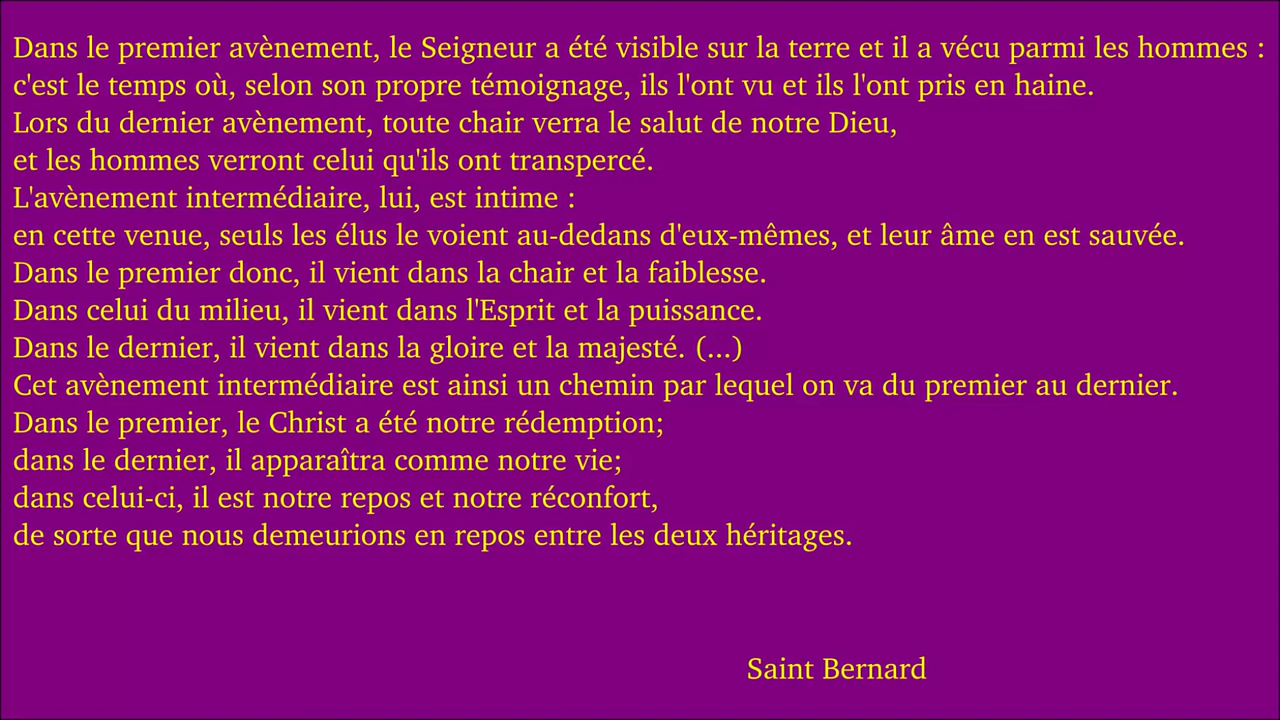 Dans le premier avènement, le Seigneur a été visible sur la terre et il a vécu parmi les hommes :
c'est le temps où, selon son propre témoignage, ils l'ont vu et ils l'ont pris en haine.
Lors du dernier avènement, toute chair verra le salut de notre Dieu,
et les hommes verront celui qu'ils ont transpercé.
L'avènement intermédiaire, lui, est intime :
en cette venue, seuls les élus le voient au-dedans d'eux-mêmes, et leur âme en est sauvée.
Dans le premier donc, il vient dans la chair et la faiblesse.
Dans celui du milieu, il vient dans l'Esprit et la puissance.
Dans le dernier, il vient dans la gloire et la majesté. (...)
Cet avènement intermédiaire est ainsi un chemin par lequel on va du premier au dernier.
Dans le premier, le Christ a été notre rédemption;
dans le dernier, il apparaîtra comme notre vie;
dans celui-ci, il est notre repos et notre réconfort,
de sorte que nous demeurions en repos entre les deux héritages.
Saint Bernard